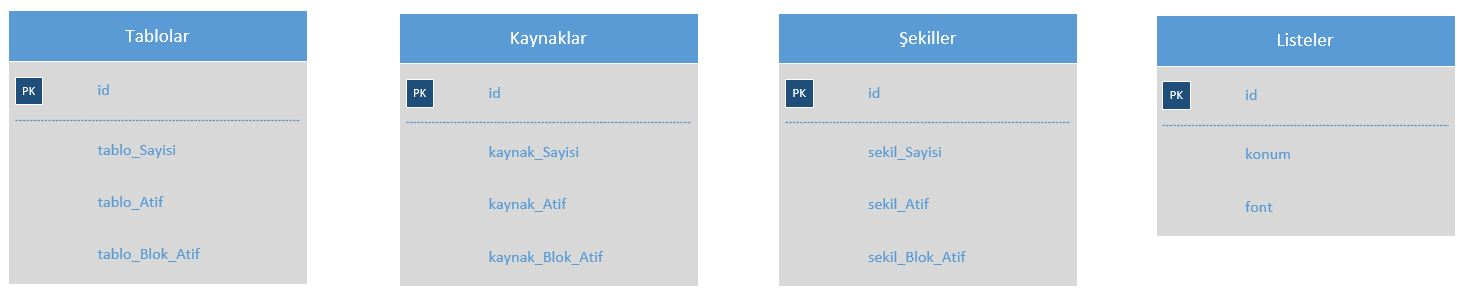 Tablolar
PK id
tablo_Sayisi
tablo_Atif
tablo_Blok_Atif
Kaynaklar
PK id
kaynak_Sayisi
kaynak_Atif
kaynak_Blok_Atif
Şekiller
PK id
sekil_Sayisi
sekil_Atif
sekil_Blok_Atif
Listeler
PK id
konum
font